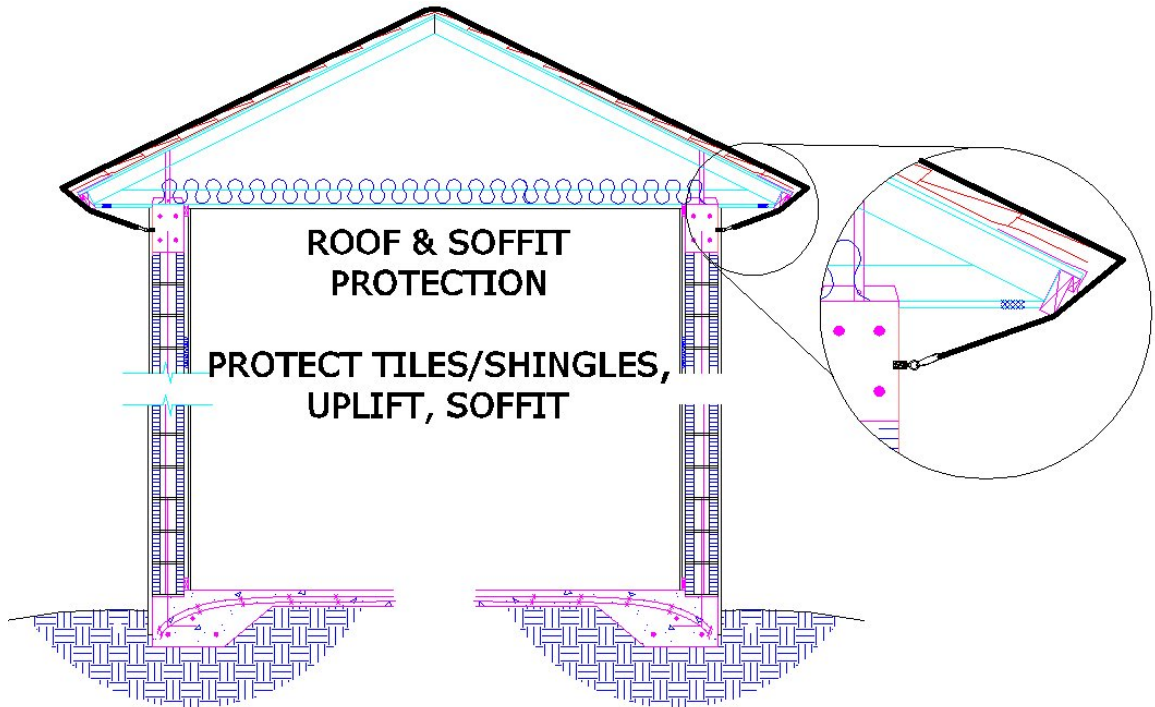 ROOF & SOFFIT
PROTECTION
PROTECT TILES/SHINGLES,
UPLIFT, SOFFIT